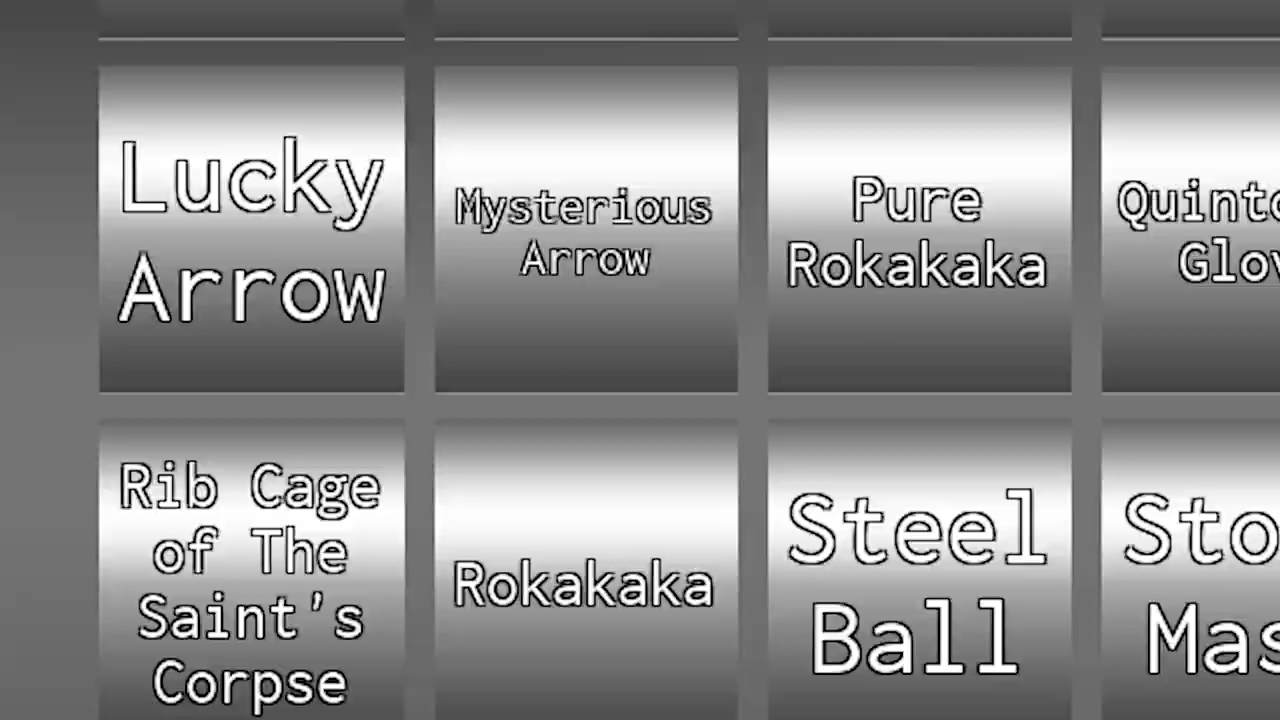 Lucky
Arrow
Mysterious
Arrow
Pure
Rokakaka
Rib Cage
of The
Saint's
Corpse
Rokakaka
Steel
Ball